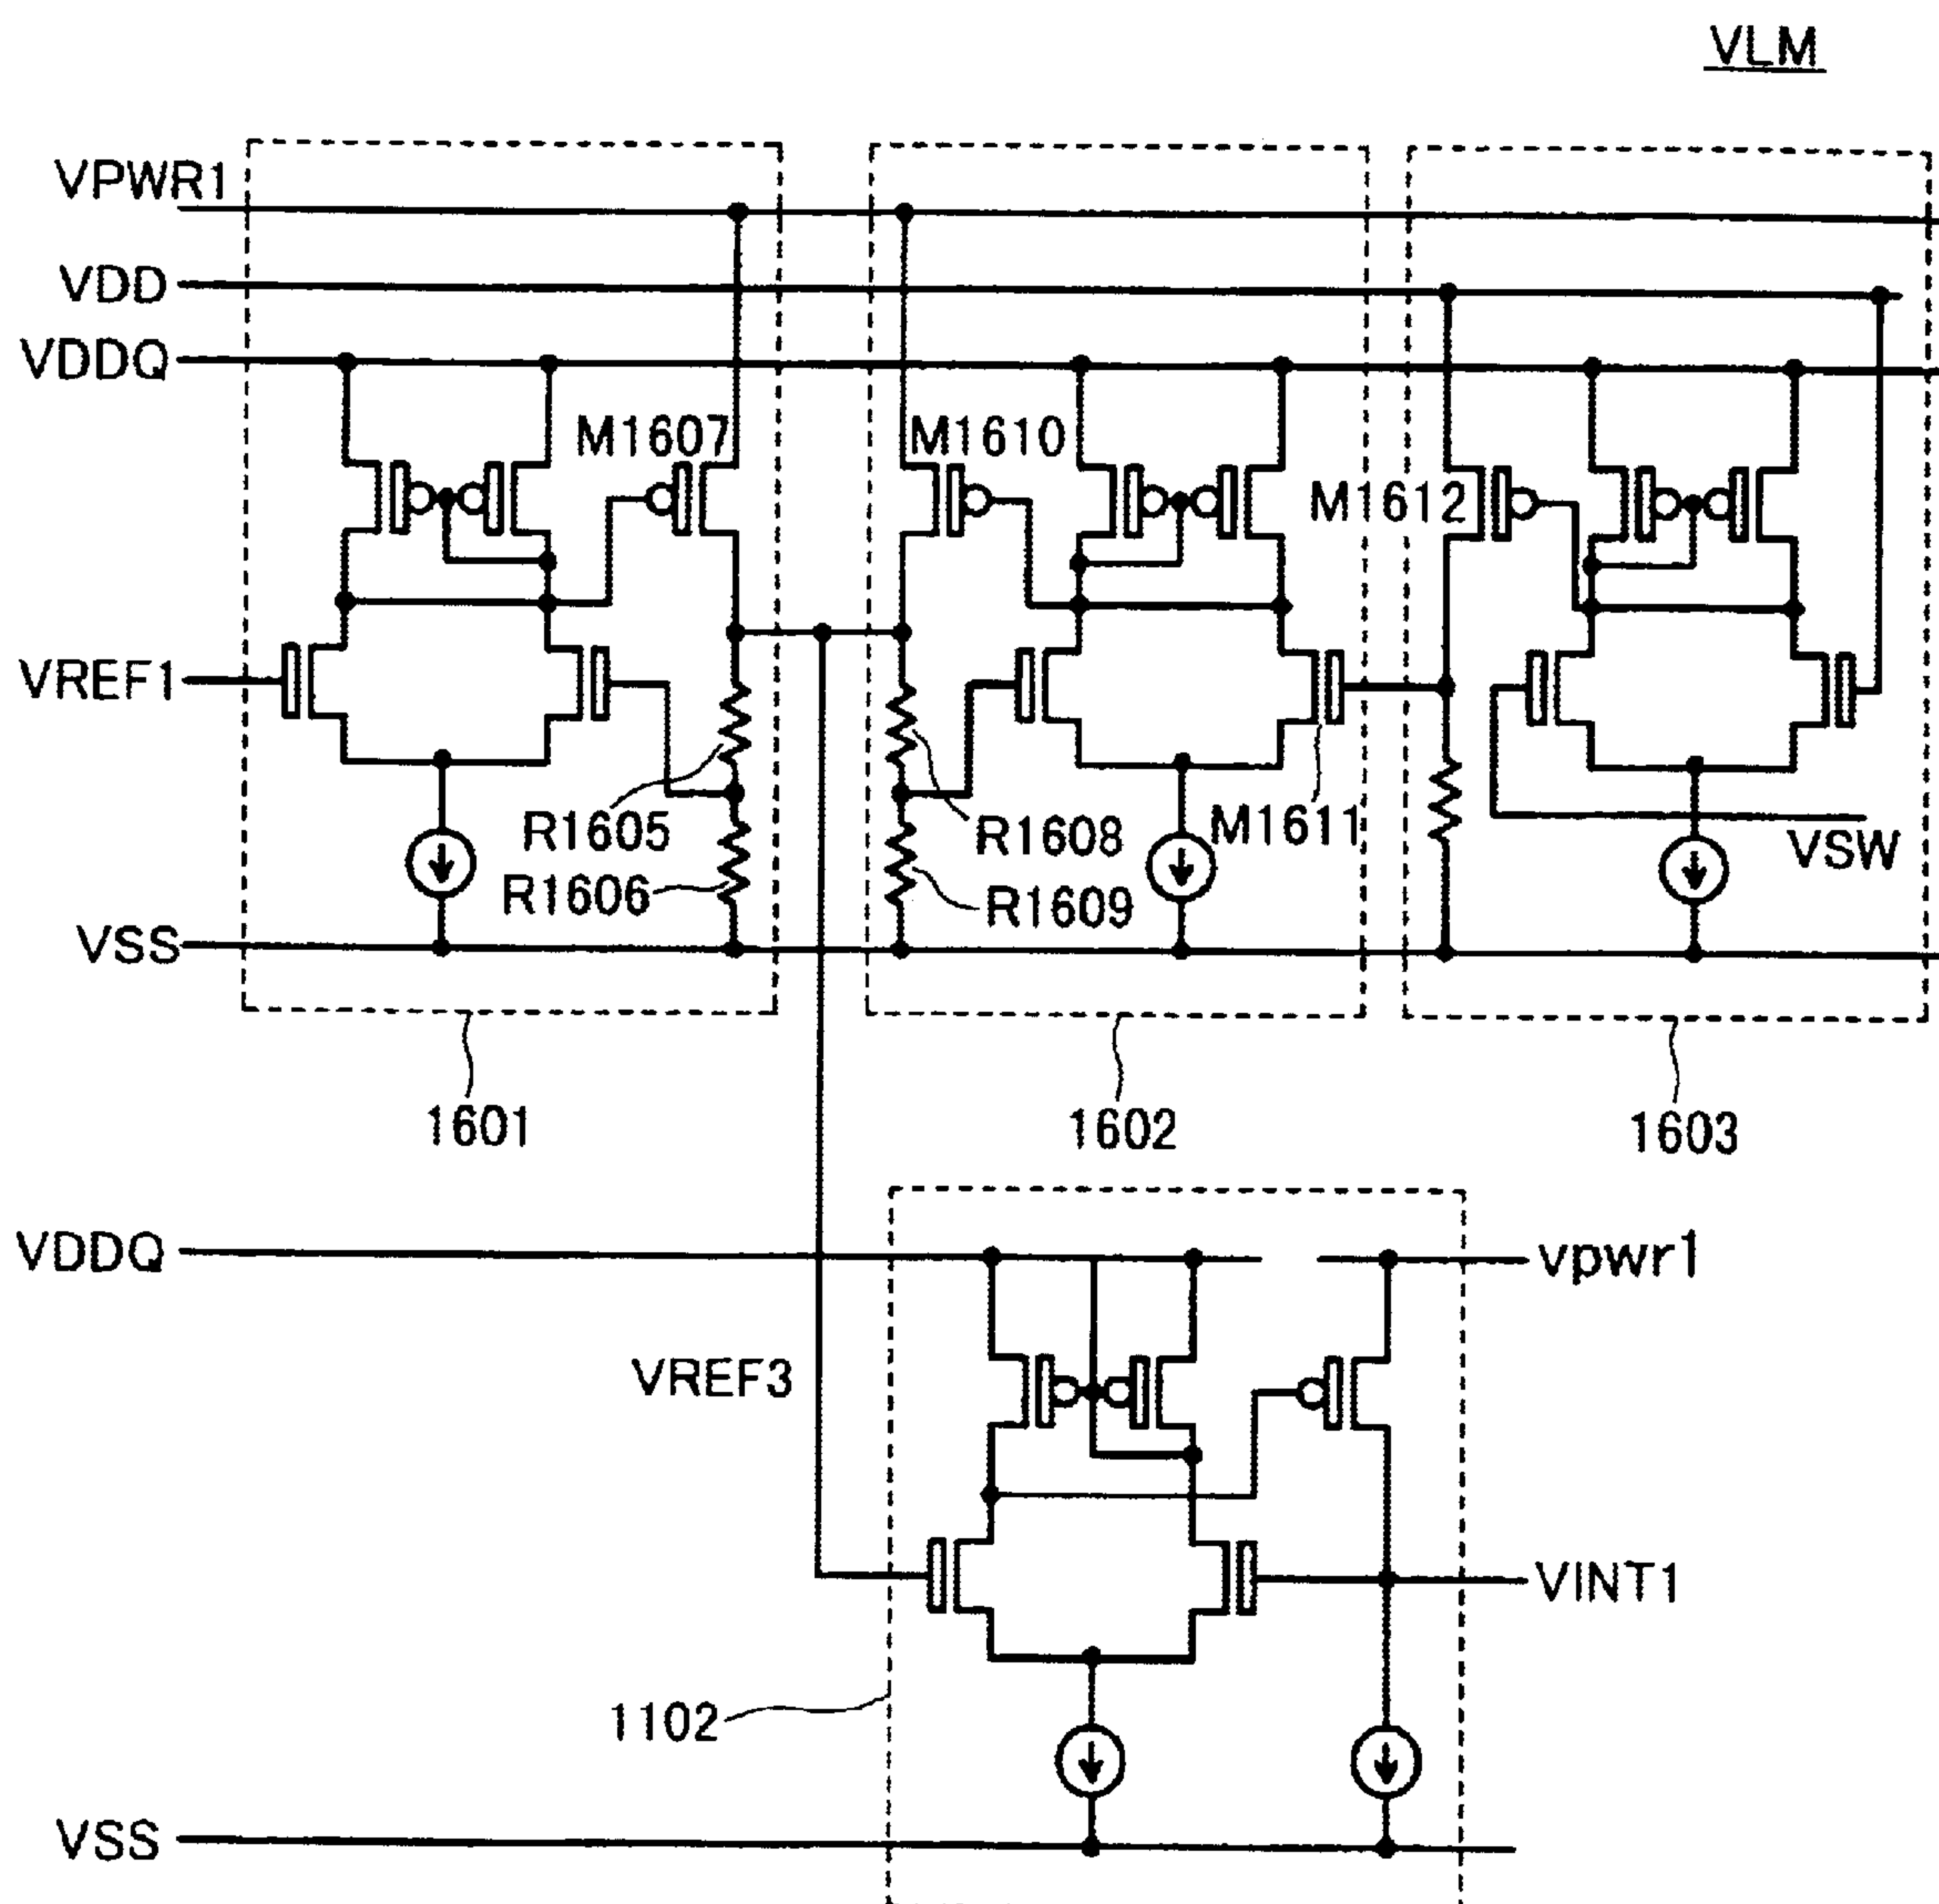 VLM
VPWR1
VDD
VDDQ
M1607
M1610
M1612
VREF1
R1605
R1608
M1611
VSW
R1606
R1609
VSS
1601
1602
1603
VDDQ
vpwr1
VREF3
VINT1
1102
VSS